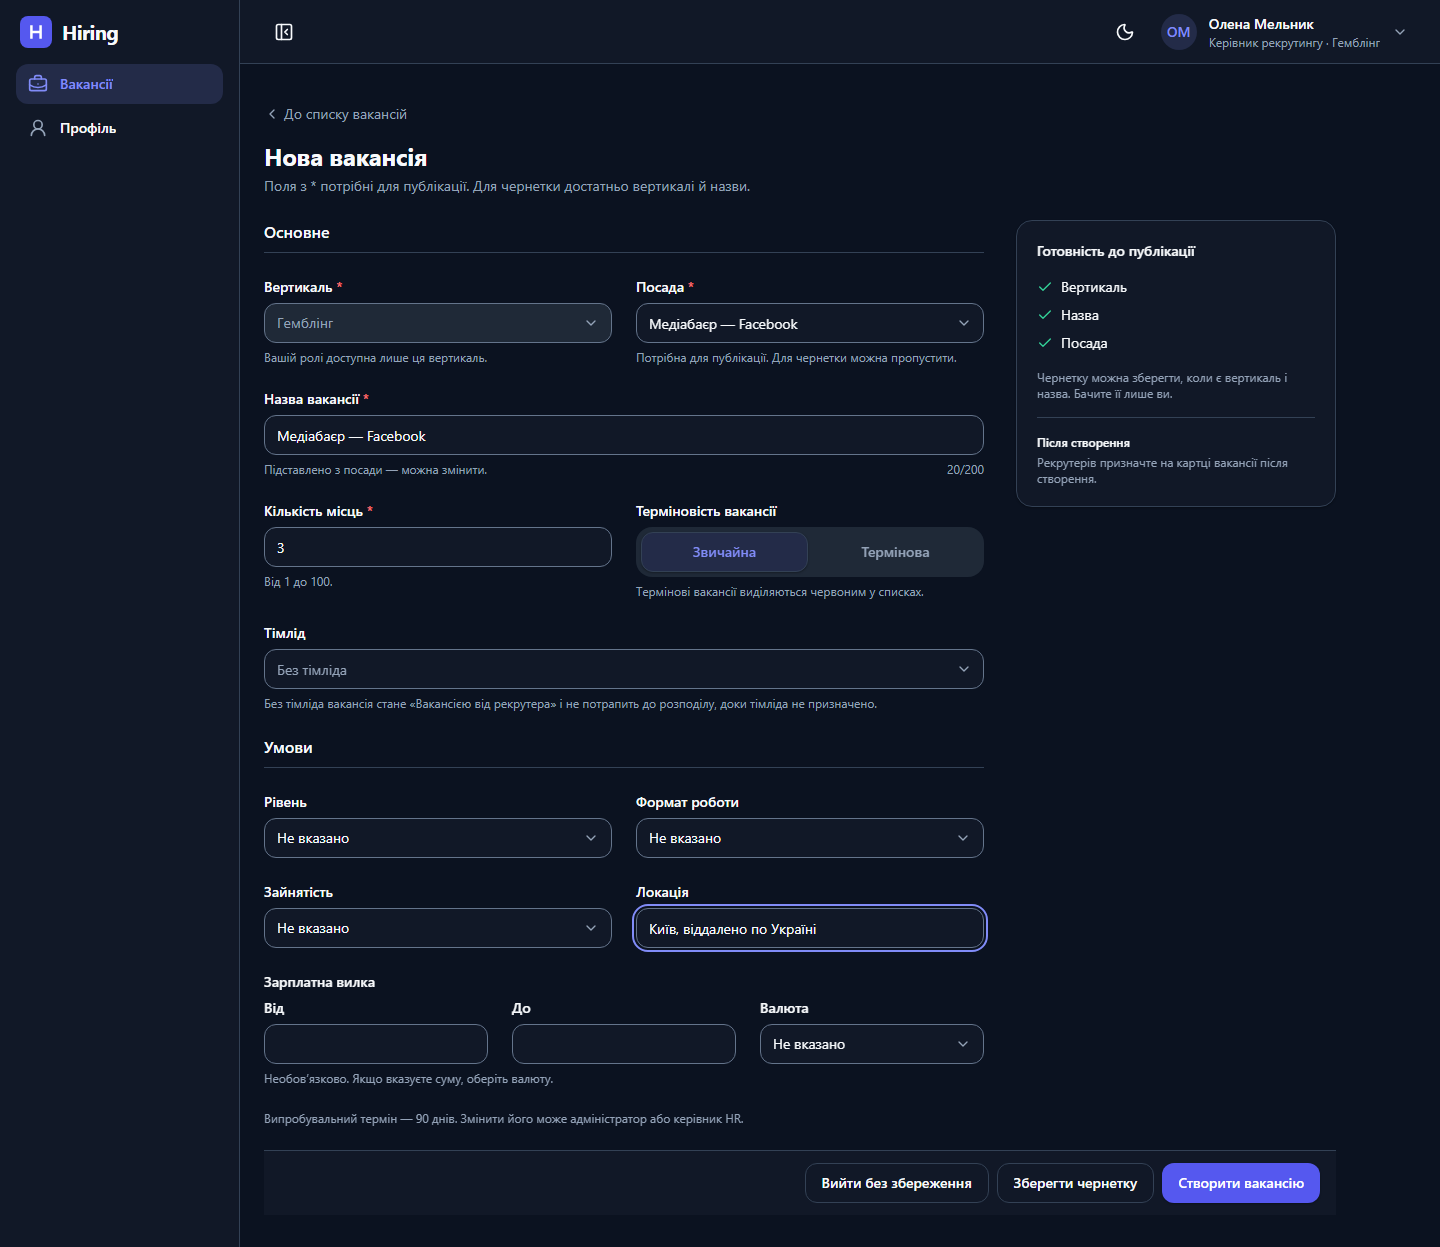 H Hiring
Вакансії
Профіль
ОМ
Олена Мельник
Керівник рекрутингу · Гемблінг
До списку вакансій
Нова вакансія
Поля з * потрібні для публікації. Для чернетки достатньо вертикалі й назви.
Основне
Вертикаль *
Гемблінг
Вашій ролі доступна лише ця вертикаль.
Посада *
Медіабаєр — Facebook
Потрібна для публікації. Для чернетки можна пропустити.
Назва вакансії *
Медіабаєр — Facebook
Підставлено з посади — можна змінити.
20/200
Кількість місць *
3
Від 1 до 100.
Терміновість вакансії
Звичайна
Термінова
Термінові вакансії виділяються червоним у списках.
Тімлід
Без тімліда
Без тімліда вакансія стане «Вакансією від рекрутера» і не потрапить до розподілу, доки тімліда не призначено.
Умови
Рівень
Не вказано
Формат роботи
Не вказано
Зайнятість
Не вказано
Локація
Київ, віддалено по Україні
Зарплатна вилка
Від
До
Валюта
Не вказано
Необов'язково. Якщо вказуєте суму, оберіть валюту.
Випробувальний термін — 90 днів. Змінити його може адміністратор або керівник HR.
Вийти без збереження
Зберегти чернетку
Створити вакансію
Готовність до публікації
Вертикаль
Назва
Посада
Чернетку можна зберегти, коли є вертикаль і
назва. Бачите її лише ви.
Після створення
Рекрутерів призначте на картці вакансії після
створення.